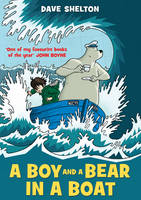 DAVE SHELTON
'One of my favourite books
of the year' JOHN BOYNE
A BOY AND A BEAR
IN A BOAT